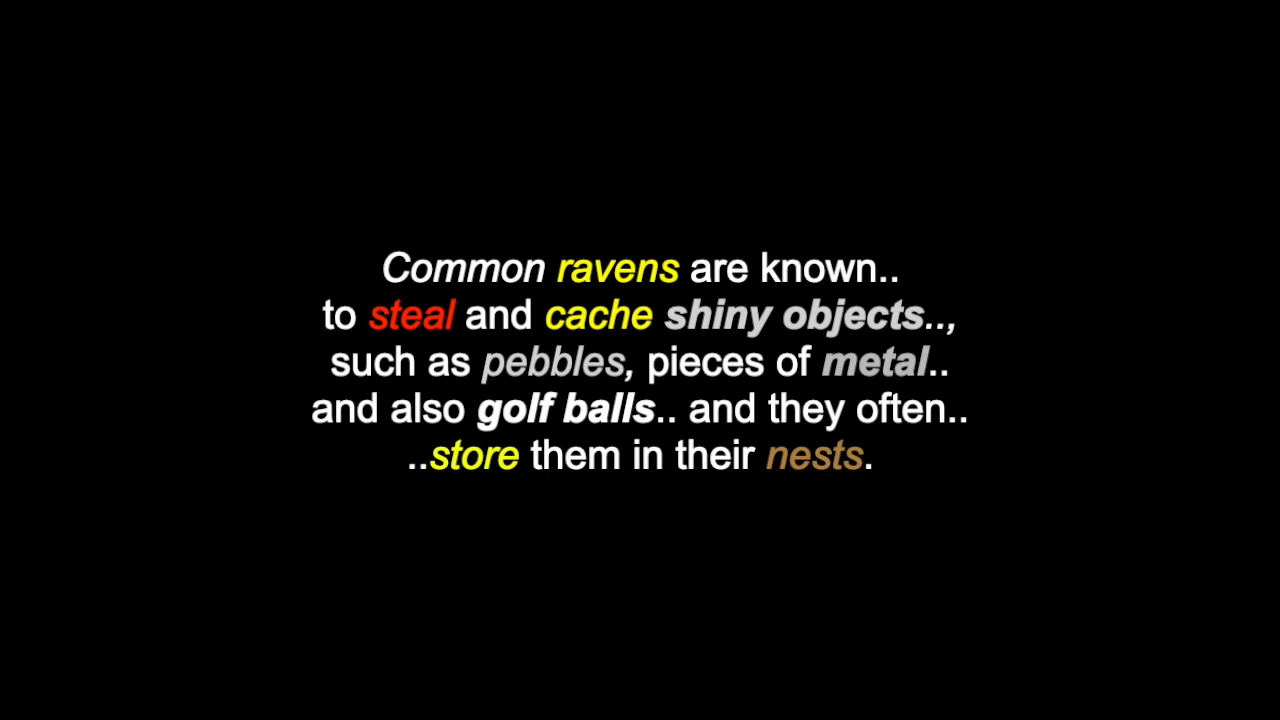 Common ravens are known..
to steal and cache shiny objects..,
such as pebbles, pieces of metal..
and also golf balls.. and they often..
..store them in their nests.